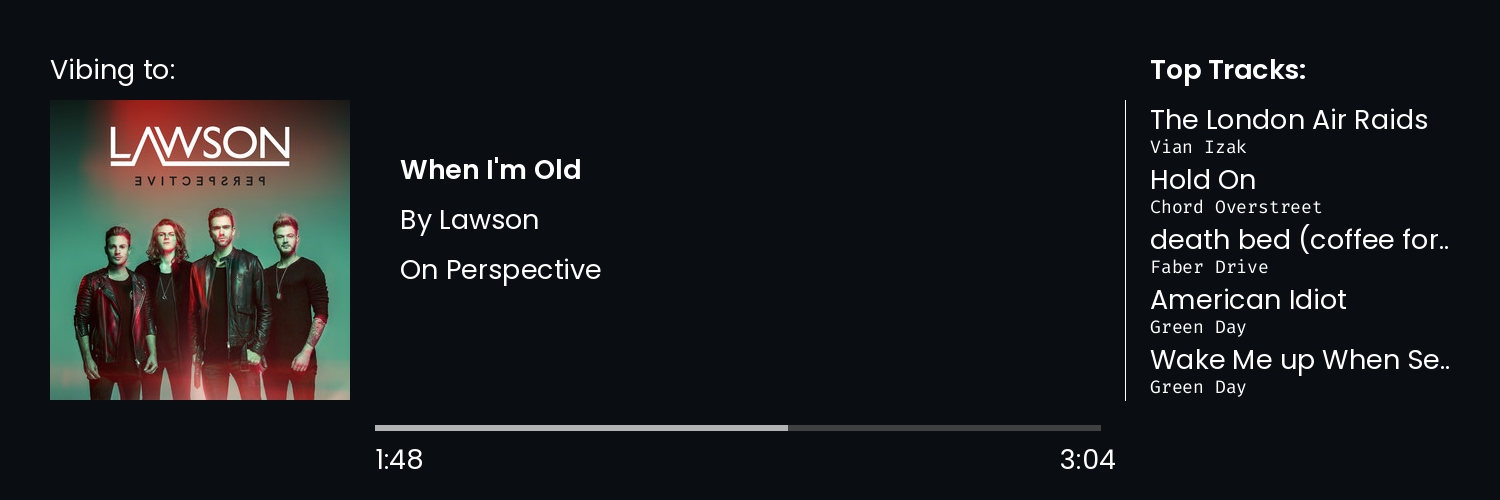 Vibing to:
LAWSON
PERSPECTIVE
When I'm Old
By Lawson
On Perspective
1:48
3:04
Top Tracks:
The London Air Raids
Vian Izak
Hold On
Chord Overstreet
death bed (coffee for..
Faber Drive
American Idiot
Green Day
Wake Me up When Se..
Green Day